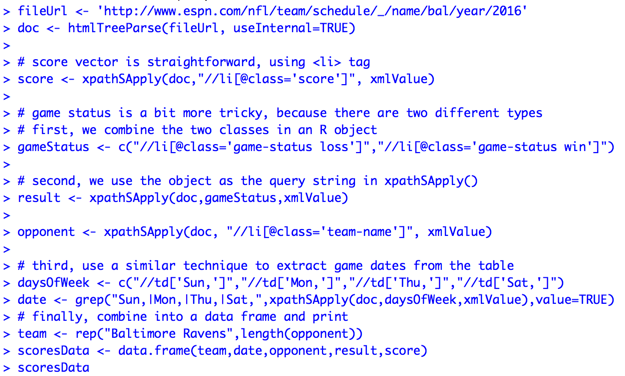 > fileUrl <- 'http://www.espn.com/nfl/team/schedule/_/name/bal/year/2016'
> doc <- htmlTreeParse(fileUrl, useInternal=TRUE)
>
> # score vector is straightforward, using <li> tag
> score <- xpathSApply(doc,"//li[@class='score']", xmlValue)
>
> # game status is a bit more tricky, because there are two different types
> # first, we combine the two classes in an R object
> gameStatus <- c("//li[@class='game-status loss']","//li[@class='game-status win']")
>
> # second, we use the object as the query string in xpathSApply()
> result <- xpathSApply(doc,gameStatus,xmlValue)
>
> opponent <- xpathSApply(doc, "//li[@class='team-name']", xmlValue)
>
> # third, use a similar technique to extract game dates from the table
> daysOfWeek <- c("//td['Sun,']","//td['Mon,']","//td['Thu,']","//td['Sat,']")
> date <- grep("Sun,|Mon,|Thu,|Sat,",xpathSApply(doc,daysOfWeek,xmlValue),value=TRUE)
> # finally, combine into a data frame and print
> team <- rep("Baltimore Ravens",length(opponent))
> scoresData <- data.frame(team,date,opponent,result,score)
> scoresData